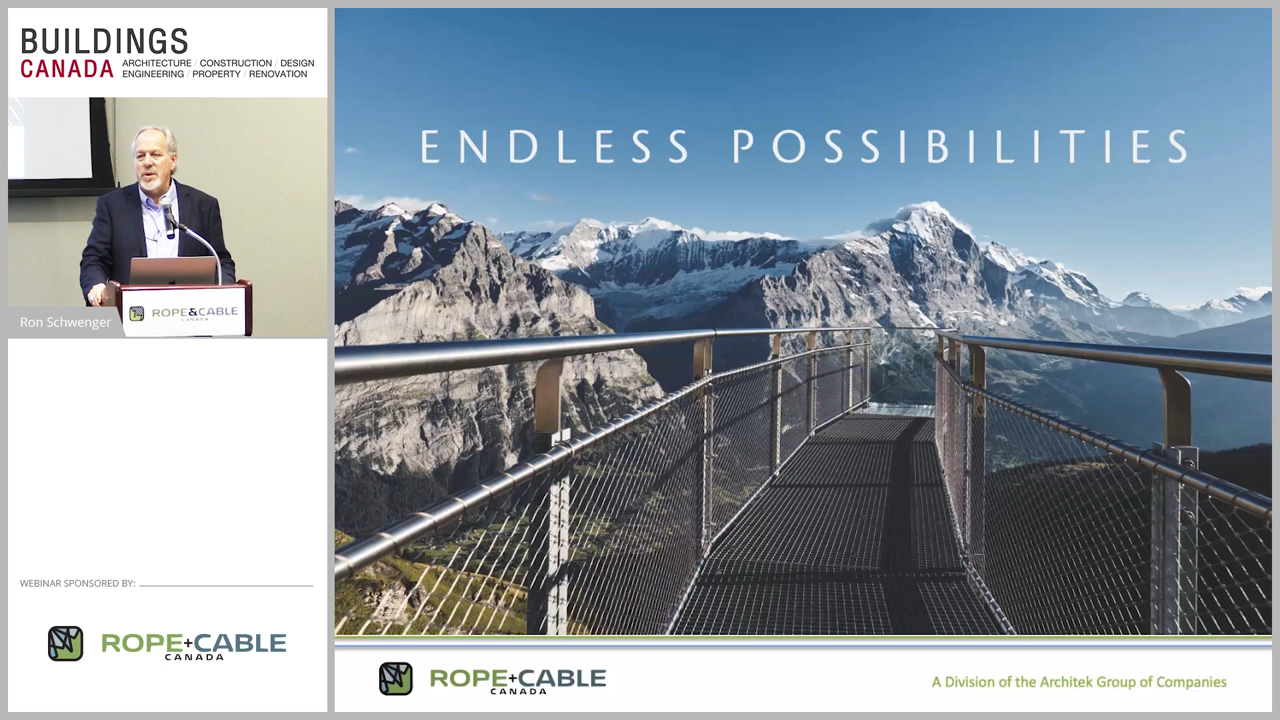 BUILDINGS
CANADA
ARCHITECTURE / CONSTRUCTION / DESIGN
ENGINEERING / PROPERTY / RENOVATION
Ron Schwenger
ROPE&CABLE
CANADA
WEBINAR SPONSORED BY:
ROPE+CABLE
CANADA
ENDLESS POSSIBILITIES
ROPE+CABLE
CANADA
A Division of the Architek Group of Companies